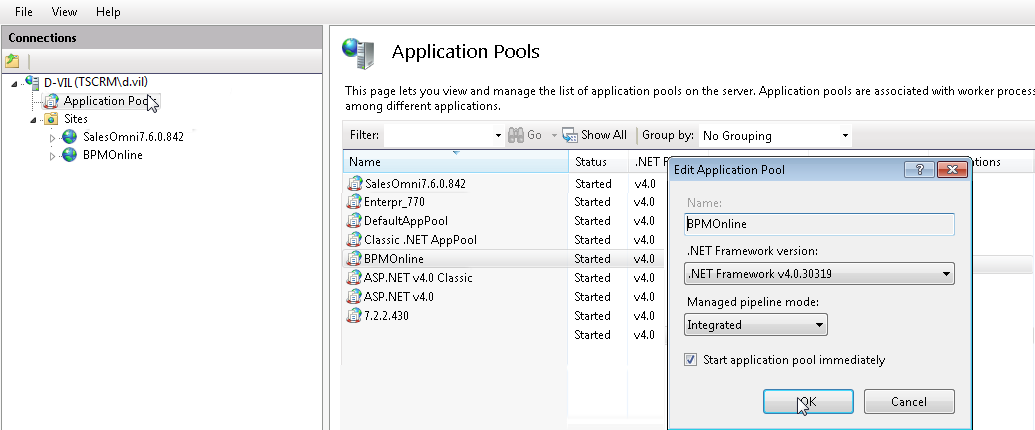 File View Help
Connections
D-VIL (TSCRM\d.vil)
Application Pools
Sites
SalesOmni7.6.0.842
BPMOnline
Application Pools
This page lets you view and manage the list of application pools on the server. Application pools are associated with worker process
among different applications.
Filter: Go Show All Group by: No Grouping
Name Status .NET
SalesOmni7.6.0.842 Started v4.0
Enterpr_770 Started v4.0
DefaultAppPool Started v4.0
Classic .NET AppPool Started v4.0
BPMOnline Started v4.0
ASP.NET v4.0 Classic Started v4.0
ASP.NET v4.0 Started v4.0
7.2.2.430 Started v4.0
Started v4.0
Edit Application Pool
Name:
BPMOnline
.NET Framework version:
.NET Framework v4.0.30319
Managed pipeline mode:
Integrated
Start application pool immediately
OK Cancel